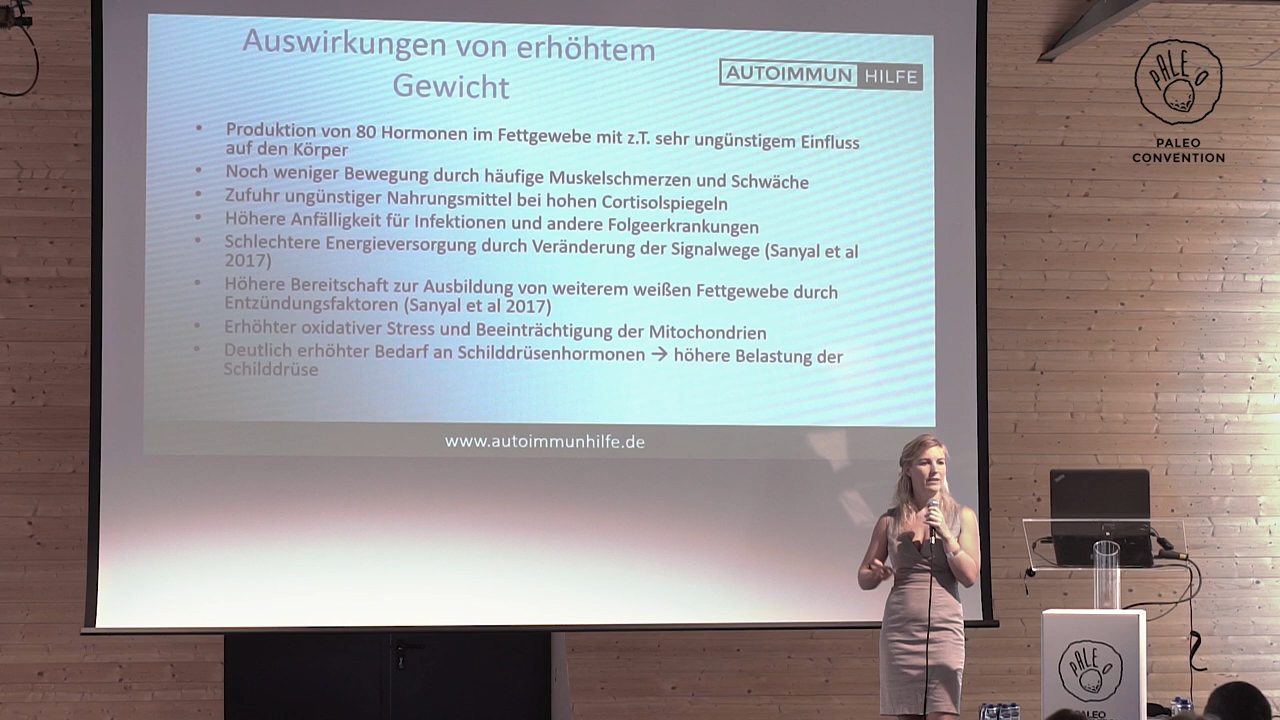 Auswirkungen von erhöhtem
Gewicht
AUTOIMMUN HILFE
• Produktion von 80 Hormonen im Fettgewebe mit z.T. sehr ungünstigem Einfluss
auf den Körper
• Noch weniger Bewegung durch häufige Muskelschmerzen und Schwäche
• Zufuhr ungünstiger Nahrungsmittel bei hohen Cortisolspiegeln
• Höhere Anfälligkeit für Infektionen und andere Folgeerkrankungen
• Schlechtere Energieversorgung durch Veränderung der Signalwege (Sanyal et al
2017)
• Höhere Bereitschaft zur Ausbildung von weiterem weißen Fettgewebe durch
Entzündungsfaktoren (Sanyal et al 2017)
• Erhöhter oxidativer Stress und Beeinträchtigung der Mitochondrien
• Deutlich erhöhter Bedarf an Schilddrüsenhormonen → höhere Belastung der
Schilddrüse
www.autoimmunhilfe.de
PALEO
PALEO
CONVENTION
PALEO
PALEO